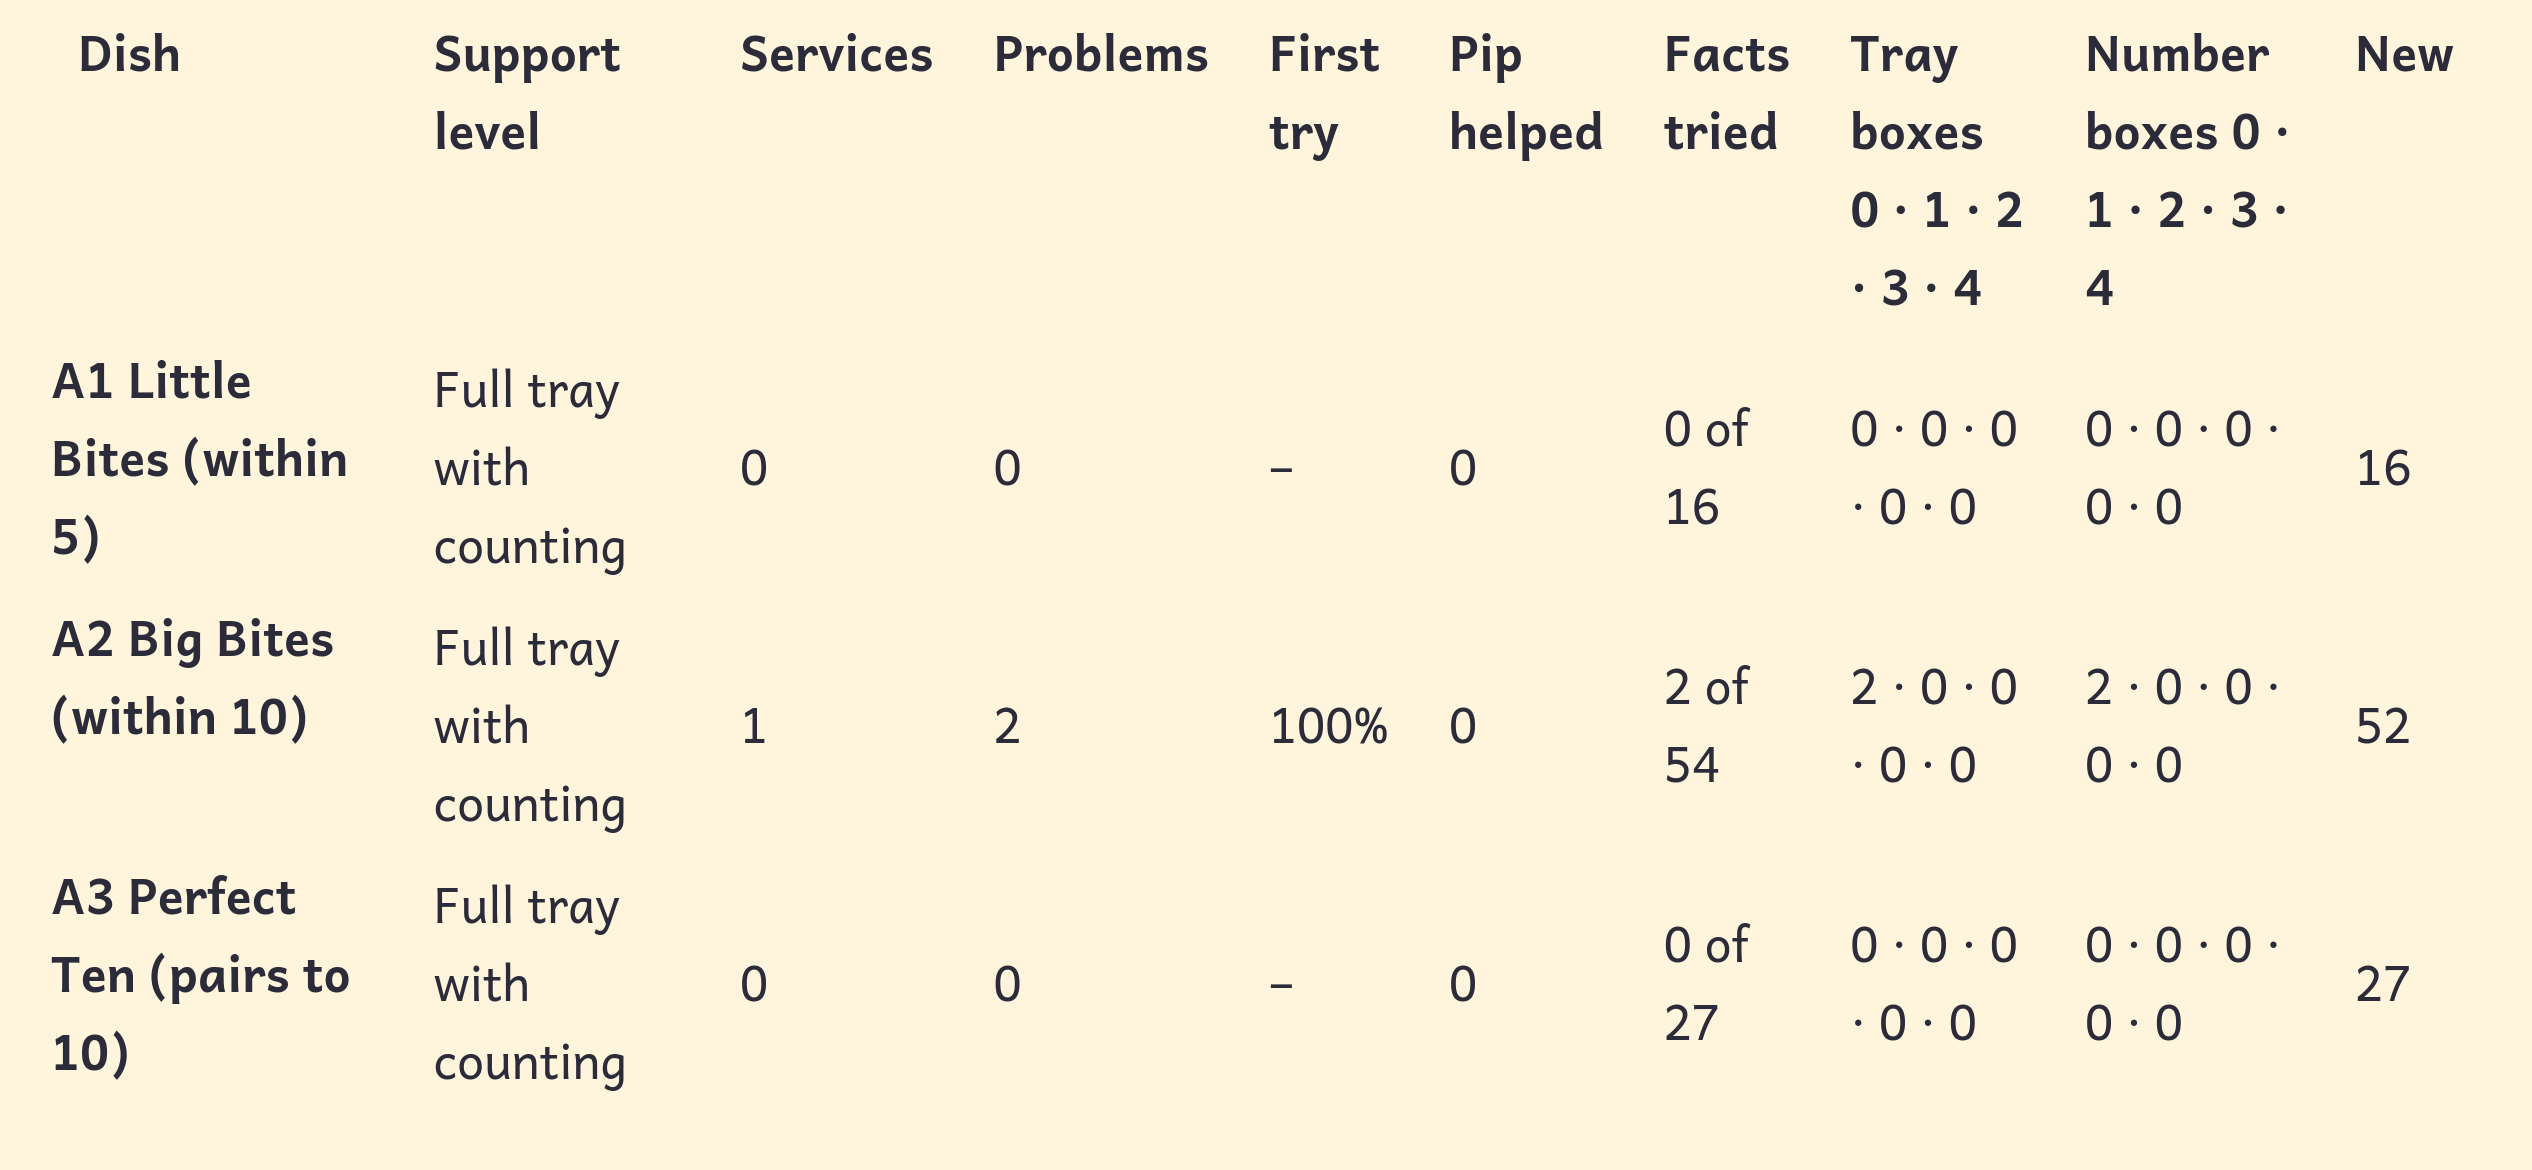 Dish Support level Services Problems First try Pip helped Facts tried Tray boxes 0 · 1 · 2 · 3 · 4 Number boxes 0 · 1 · 2 · 3 · 4 New
A1 Little Bites (within 5) Full tray with counting 0 0 – 0 0 of 16 0 · 0 · 0 · 0 · 0 0 · 0 · 0 · 0 · 0 16
A2 Big Bites (within 10) Full tray with counting 1 2 100% 0 2 of 54 2 · 0 · 0 · 0 · 0 2 · 0 · 0 · 0 · 0 52
A3 Perfect Ten (pairs to 10) Full tray with counting 0 0 – 0 0 of 27 0 · 0 · 0 · 0 · 0 0 · 0 · 0 · 0 · 0 27